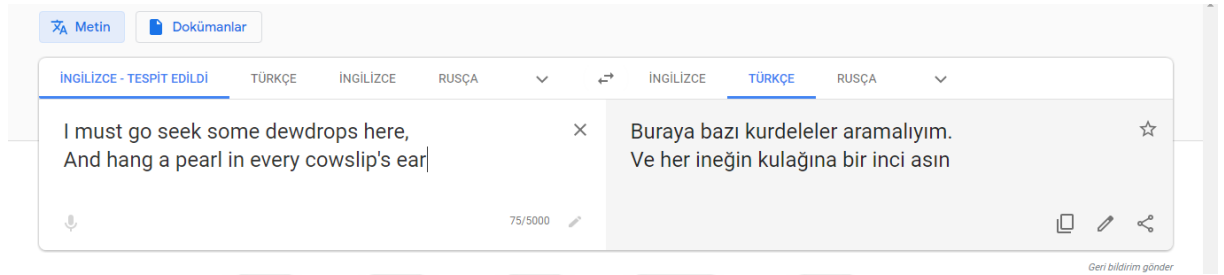 Metin Dokümanlar
İNGİLİZCE - TESPİT EDİLDİ TÜRKÇE İNGİLİZCE RUSÇA İNGİLİZCE TÜRKÇE RUSÇA
I must go seek some dewdrops here,
And hang a pearl in every cowslip's ear
Buraya bazı kurdeleler aramalıyım.
Ve her ineğin kulağına bir inci asın
75/5000
Geri bildirim gönder